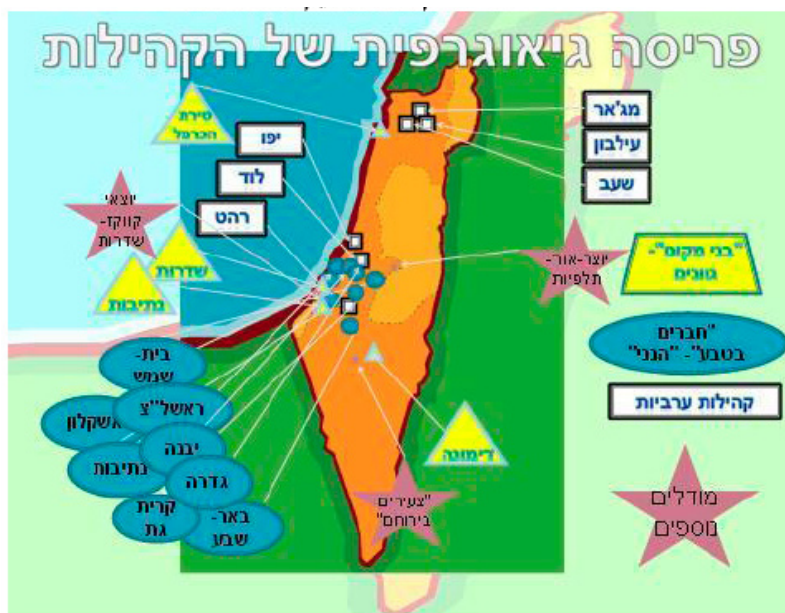 פריסה גיאוגרפית של הקהילות
טירת
הכרמל
יפו
לוד
רהט
יוצאי
קווקז-
שדרות
שדרות
נתיבות
מג'אר
עילבון
שעב
יוצר-אור-
תלפיות
"בני מקום"-
גוונים
"חברים
בטבע"- "הגני"
קהילות ערביות
מודלים
נוספים
בית-
שמש
ראשל"צ
אשקלון
יבנה
נתיבות
גדרה
קרית
גת
באר-
שבע
דימונה
"צעירים
בירוחם"